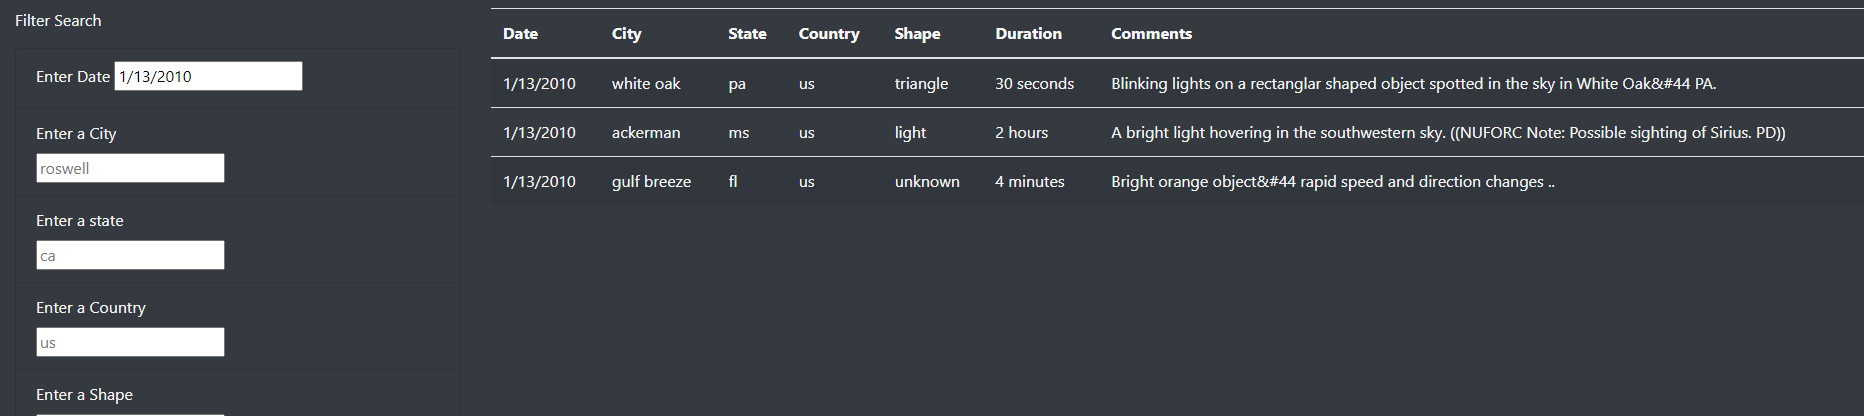 Filter Search
Enter Date 1/13/2010
Enter a City
roswell
Enter a state
ca
Enter a Country
us
Enter a Shape
Date City State Country Shape Duration Comments
1/13/2010 white oak pa us triangle 30 seconds Blinking lights on a rectanglar shaped object spotted in the sky in White Oak&#44 PA.
1/13/2010 ackerman ms us light 2 hours A bright light hovering in the southwestern sky. ((NUFORC Note: Possible sighting of Sirius. PD))
1/13/2010 gulf breeze fl us unknown 4 minutes Bright orange object&#44 rapid speed and direction changes ..